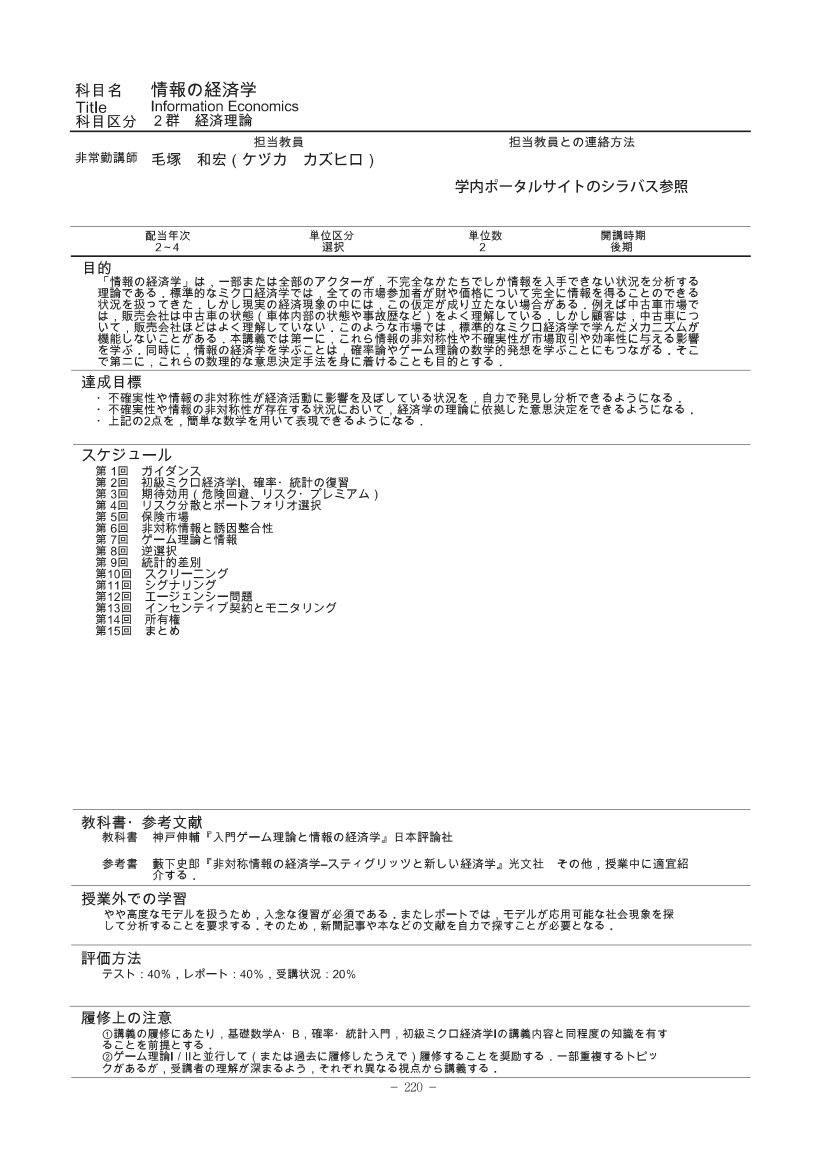 科目名　情報の経済学
Title　Information Economics
科目区分　２群　経済理論
担当教員　担当教員との連絡方法
非常勤講師　毛塚　和宏（ケヅカ　カズヒロ）
学内ポータルサイトのシラバス参照
配当年次　単位区分　単位数　開講時期
2～4　選択　2　後期
目的
「情報の経済学」は，一部または全部のアクターが，不完全なかたちでしか情報を入手できない状況を分析する
理論である．標準的なミクロ経済学では，全ての市場参加者が財や価格について完全に情報を得ることのできる
状況を扱ってきた．しかし現実の経済現象の中には，この仮定が成り立たない場合がある．例えば中古車市場で
は，販売会社は中古車の状態（車体内部の状態や事故歴など）をよく理解している．しかし顧客は，中古車につ
いて，販売会社ほどはよく理解していない．このような市場では，標準的なミクロ経済学で学んだメカニズムが
機能しないことがある．本講義では第一に，これら情報の非対称性や不確実性が市場取引や効率性に与える影響
を学ぶ．同時に，情報の経済学を学ぶことは，確率論やゲーム理論の数学的発想を学ぶことにもつながる．そこ
で第二に，これらの数理的な意思決定手法を身に着けることも目的とする．
達成目標
・不確実性や情報の非対称性が経済活動に影響を及ぼしている状況を，自力で発見し分析できるようになる．
・不確実性や情報の非対称性が存在する状況において，経済学の理論に依拠した意思決定をできるようになる．
・上記の2点を，簡単な数学を用いて表現できるようになる．
スケジュール
第 1回　ガイダンス
第 2回　初級ミクロ経済学I、確率・統計の復習
第 3回　期待効用（危険回避、リスク・プレミアム）
第 4回　リスク分散とポートフォリオ選択
第 5回　保険市場
第 6回　非対称情報と誘因整合性
第 7回　ゲーム理論と情報
第 8回　逆選択
第 9回　統計的差別
第10回　スクリーニング
第11回　シグナリング
第12回　エージェンシー問題
第13回　インセンティブ契約とモニタリング
第14回　所有権
第15回　まとめ
教科書・参考文献
教科書　神戸伸輔『入門ゲーム理論と情報の経済学』日本評論社
参考書　藪下史郎『非対称情報の経済学–スティグリッツと新しい経済学』光文社　その他，授業中に適宜紹
介する．
授業外での学習
やや高度なモデルを扱うため，入念な復習が必須である．またレポートでは，モデルが応用可能な社会現象を探
して分析することを要求する．そのため，新聞記事や本などの文献を自力で探すことが必要となる．
評価方法
テスト：40%，レポート：40%，受講状況：20%
履修上の注意
①講義の履修にあたり，基礎数学A・B，確率・統計入門，初級ミクロ経済学Iの講義内容と同程度の知識を有す
ることを前提とする．
②ゲーム理論I / IIと並行して（または過去に履修したうえで）履修することを奨励する．一部重複するトピッ
クがあるが，受講者の理解が深まるよう，それぞれ異なる視点から講義する．
－ 220 －